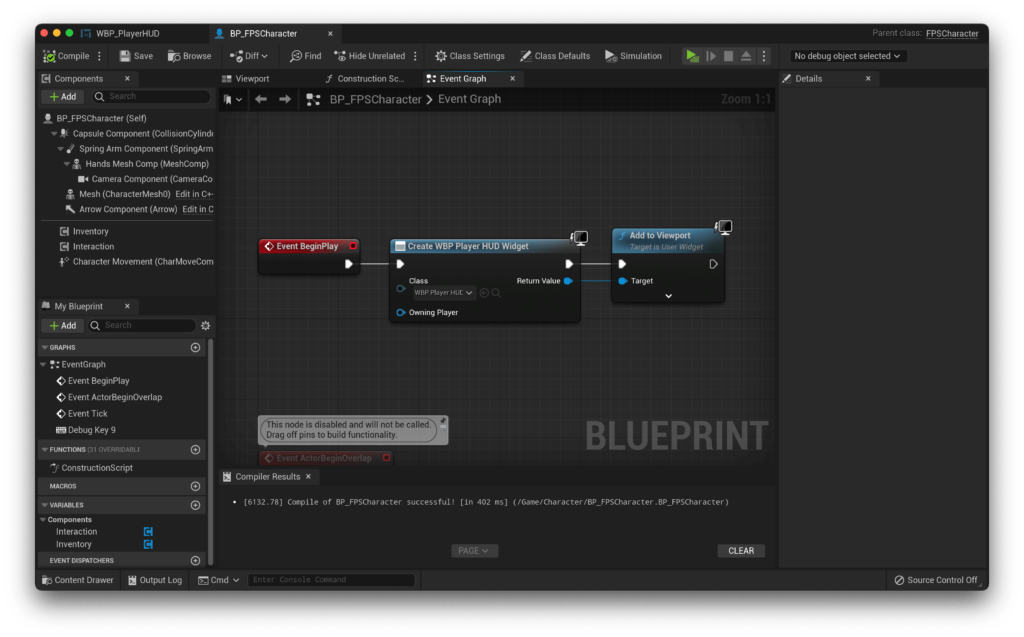 WBP_PlayerHUD
BP_FPSCharacter
Parent class: FPSCharacter
Compile
Save
Browse
Diff
Find
Hide Unrelated
Class Settings
Class Defaults
Simulation
No debug object selected
Components
Viewport
Construction Sc...
Event Graph
Details
+ Add
Search
BP_FPSCharacter > Event Graph
Zoom 1:1
BP_FPSCharacter (Self)
Capsule Component (CollisionCylinde
Spring Arm Component (SpringArm
Hands Mesh Comp (MeshComp)
Camera Component (CameraCo
Mesh (CharacterMesh0) Edit in C+
Arrow Component (Arrow) Edit in C
Inventory
Interaction
Character Movement (CharMoveCom
Event BeginPlay
Create WBP Player HUD Widget
Class
WBP Player HUD
Return Value
Owning Player
Add to Viewport
Target is User Widget
Target
My Blueprint
+ Add
Search
GRAPHS
EventGraph
Event BeginPlay
Event ActorBeginOverlap
Event Tick
Debug Key 9
FUNCTIONS (31 OVERRIDABLE)
ConstructionScript
MACROS
VARIABLES
Components
Interaction
Inventory
EVENT DISPATCHERS
This node is disabled and will not be called.
Drag off pins to build functionality.
Event ActorBeginOverlap
BLUEPRINT
Compiler Results
• [6132.78] Compile of BP_FPSCharacter successful! [in 402 ms] (/Game/Character/BP_FPSCharacter.BP_FPSCharacter)
PAGE
CLEAR
Content Drawer
Output Log
Cmd
Enter Console Command
Source Control Off